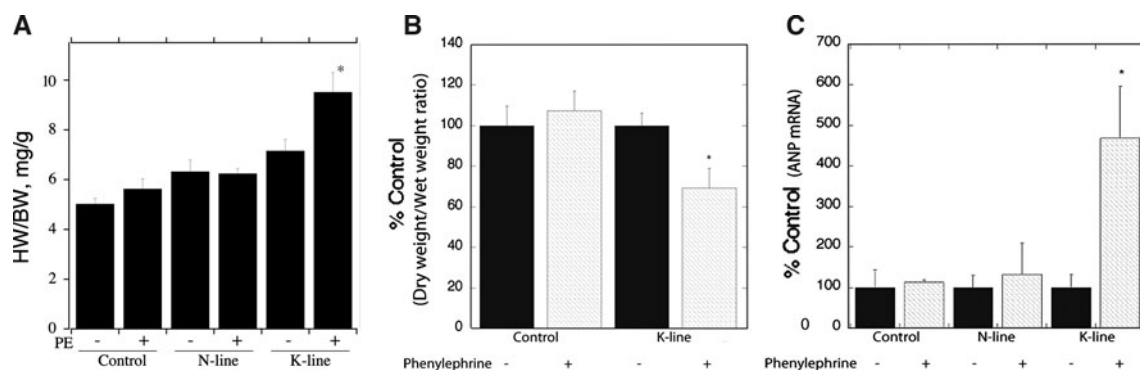 A
HW/BW, mg/g
10
8
6
4
2
0
*
PE - + - + - +
Control N-line K-line
B
% Control
(Dry weight/Wet weight ratio)
140
120
100
80
60
40
20
0
*
Control K-line
Phenylephrine - + - +
C
% Control (ANP mRNA)
700
600
500
400
300
200
100
0 0
*
Control N-line K-line
Phenylephrine - + - + - +